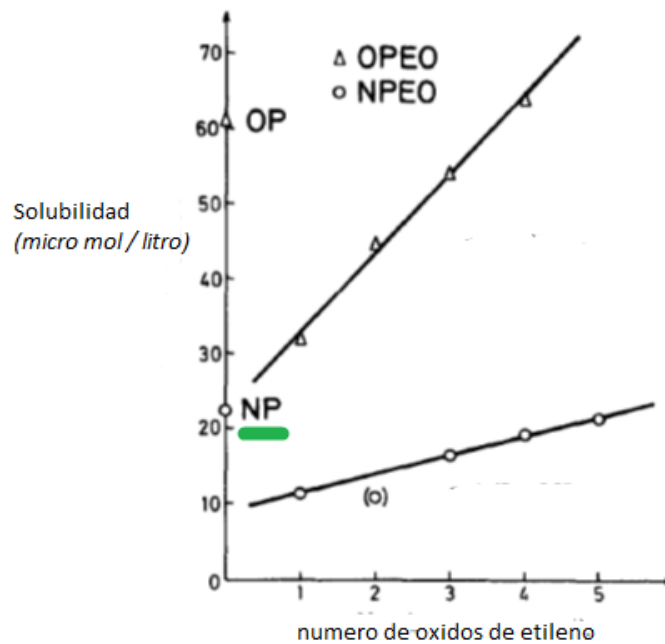 70
△ OPEO
○ NPEO
60
OP
Solubilidad
(micro mol / litro)
50
40
30
NP
20
10
(o)
0
1 2 3 4 5
numero de oxidos de etileno